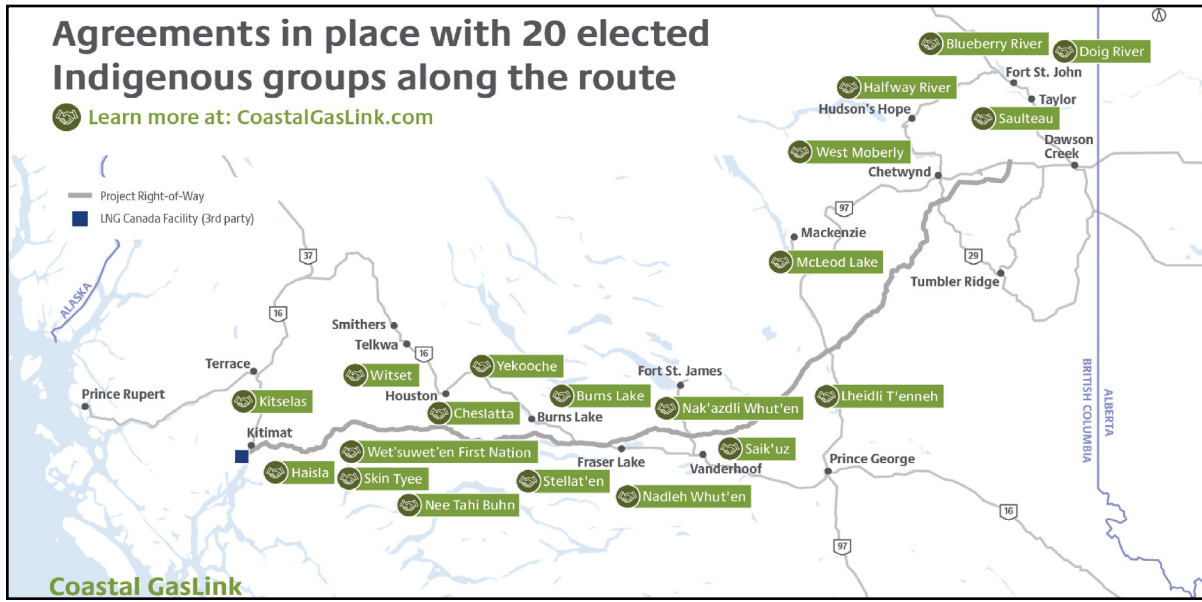 Agreements in place with 20 elected
Indigenous groups along the route
Learn more at: CoastalGasLink.com
Project Right-of-Way
LNG Canada Facility (3rd party)
Blueberry River
Doig River
Fort St. John
Halfway River
Taylor
Hudson's Hope
Saulteau
Dawson
Creek
West Moberly
Chetwynd
97
Mackenzie
McLeod Lake
29
Tumbler Ridge
37
ALASKA
16
Smithers
Telkwa
16
Terrace
Yekooche
Fort St. James
Witset
Prince Rupert
Kitselas
Houston
Burns Lake
Lheidli T'enneh
BRITISH COLUMBIA
ALBERTA
Cheslatta
Burns Lake
Nak'azdli Whut'en
Kitimat
Wet'suwet'en First Nation
Saik'uz
Fraser Lake
Vanderhoof
Prince George
Haisla
Skin Tyee
Stellat'en
Nadleh Whut'en
Nee Tahi Buhn
16
97
Coastal GasLink